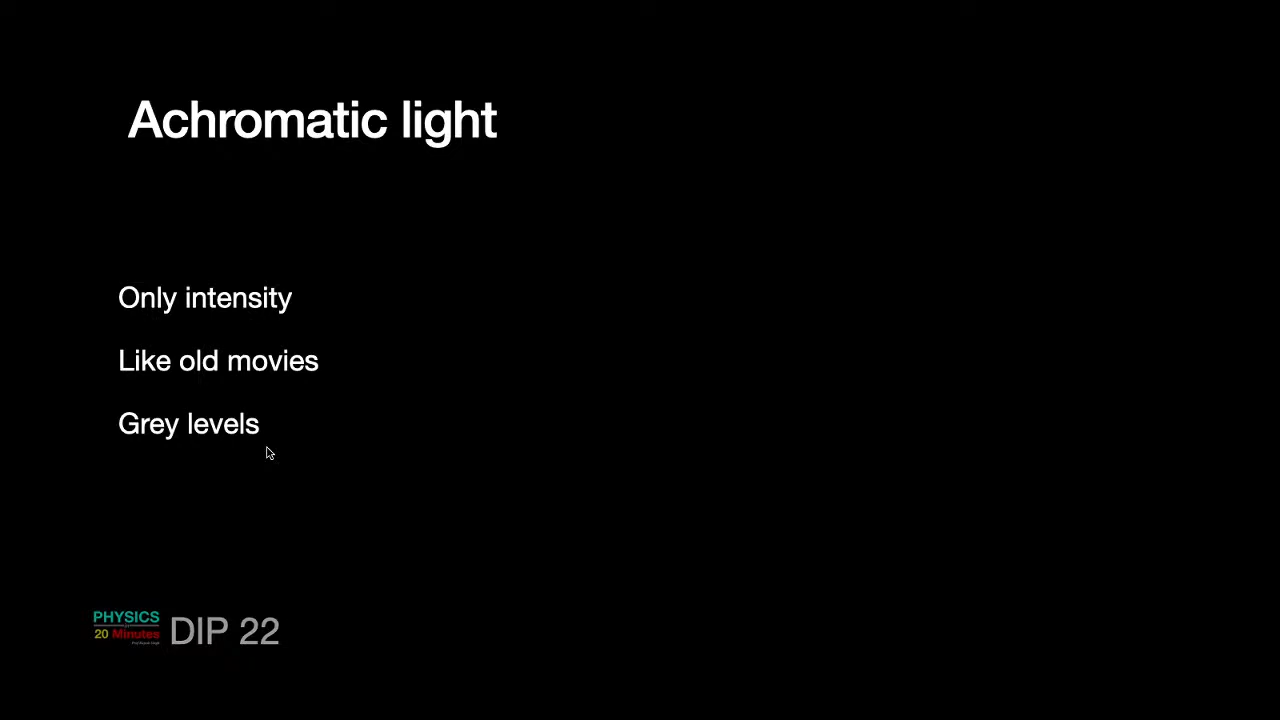 Achromatic light
Only intensity
Like old movies
Grey levels
PHYSICS
20 Minutes
DIP 22